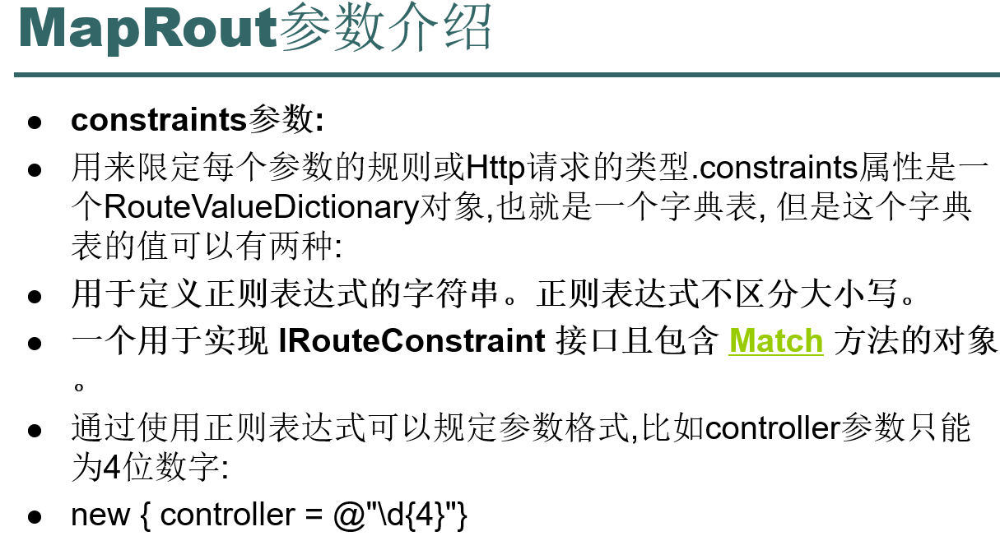 MapRout参数介绍
● constraints参数:
● 用来限定每个参数的规则或Http请求的类型.constraints属性是一
个RouteValueDictionary对象,也就是一个字典表, 但是这个字典
表的值可以有两种:
● 用于定义正则表达式的字符串。正则表达式不区分大小写。
● 一个用于实现 IRouteConstraint 接口且包含 Match 方法的对象
。
● 通过使用正则表达式可以规定参数格式,比如controller参数只能
为4位数字:
● new { controller = @"\d{4}"}